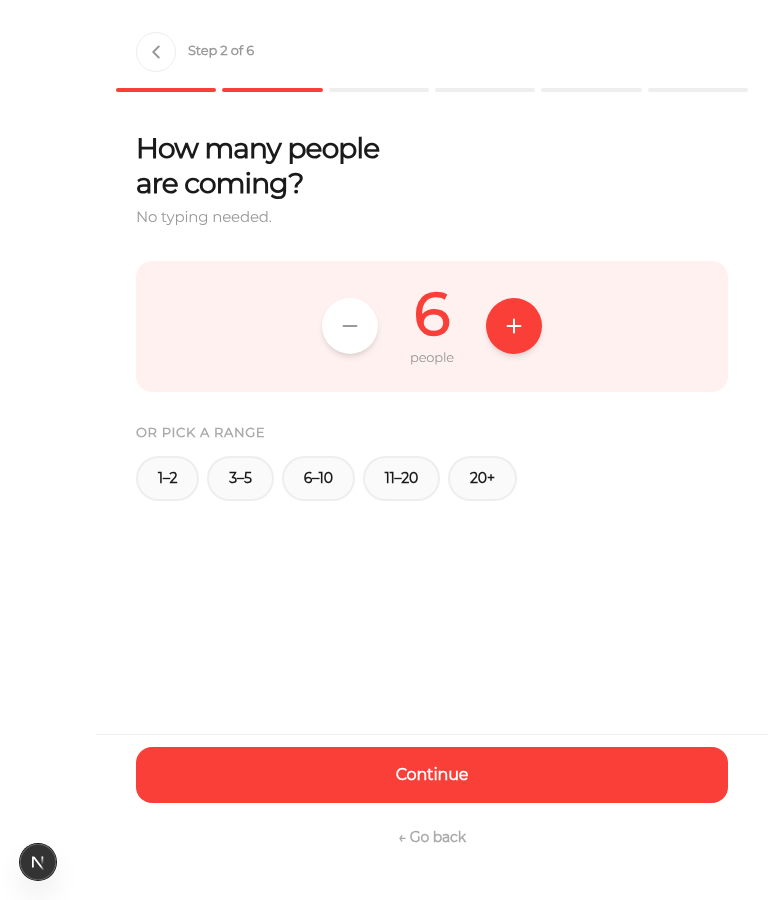 Step 2 of 6
How many people
are coming?
No typing needed.
6
people
OR PICK A RANGE
1–2
3–5
6–10
11–20
20+
Continue
← Go back
N